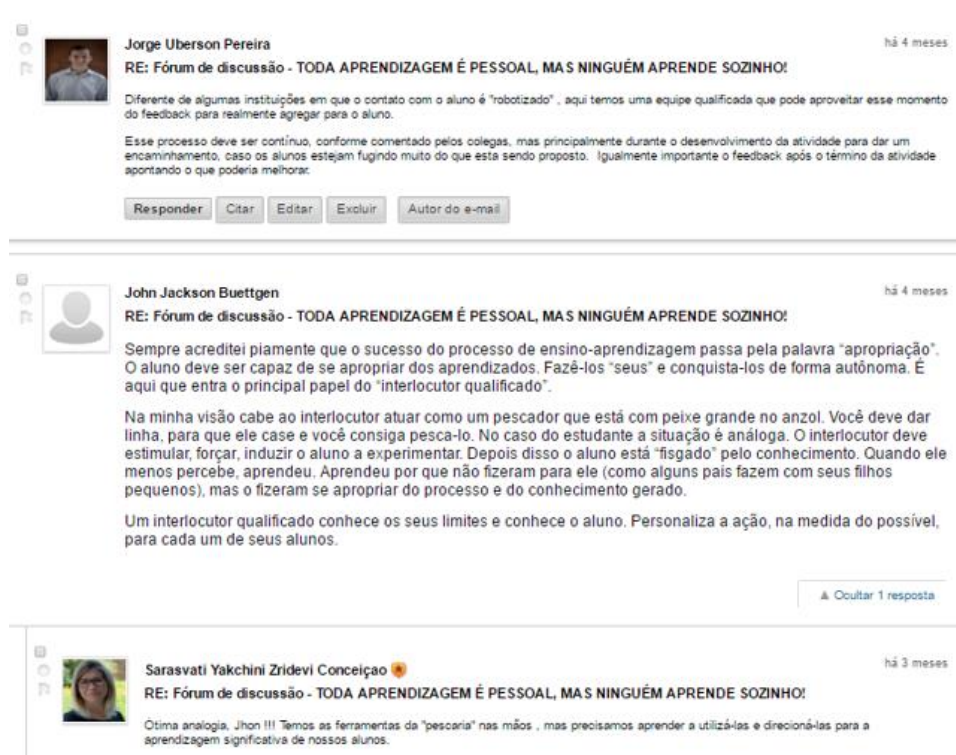 Jorge Uberson Pereira
há 4 meses
RE: Fórum de discussão - TODA APRENDIZAGEM É PESSOAL, MAS NINGUÉM APRENDE SOZINHO!
Diferente de algumas instituições em que o contato com o aluno é "robotizado" , aqui temos uma equipe qualificada que pode aproveitar esse momento
do feedback para realmente agregar para o aluno.
Esse processo deve ser contínuo, conforme comentado pelos colegas, mas principalmente durante o desenvolvimento da atividade para dar um
encaminhamento, caso os alunos estejam fugindo muito do que esta sendo proposto. Igualmente importante o feedback após o término da atividade
apontando o que poderia melhorar.
Responder Citar Editar Excluir Autor do e-mail
John Jackson Buettgen
há 4 meses
RE: Fórum de discussão - TODA APRENDIZAGEM É PESSOAL, MAS NINGUÉM APRENDE SOZINHO!
Sempre acreditei piamente que o sucesso do processo de ensino-aprendizagem passa pela palavra “apropriação”.
O aluno deve ser capaz de se apropriar dos aprendizados. Fazê-los “seus” e conquista-los de forma autônoma. É
aqui que entra o principal papel do “interlocutor qualificado”.
Na minha visão cabe ao interlocutor atuar como um pescador que está com peixe grande no anzol. Você deve dar
linha, para que ele case e você consiga pesca-lo. No caso do estudante a situação é análoga. O interlocutor deve
estimular, forçar, induzir o aluno a experimentar. Depois disso o aluno está “fisgado” pelo conhecimento. Quando ele
menos percebe, aprendeu. Aprendeu por que não fizeram para ele (como alguns pais fazem com seus filhos
pequenos), mas o fizeram se apropriar do processo e do conhecimento gerado.
Um interlocutor qualificado conhece os seus limites e conhece o aluno. Personaliza a ação, na medida do possível,
para cada um de seus alunos.
Ocultar 1 resposta
Sarasvati Yakchini Zridevi Conceiçao
há 3 meses
RE: Fórum de discussão - TODA APRENDIZAGEM É PESSOAL, MAS NINGUÉM APRENDE SOZINHO!
Ótima analogia, Jhon !!! Temos as ferramentas da "pescaria" nas mãos , mas precisamos aprender a utilizá-las e direcioná-las para a
aprendizagem significativa de nossos alunos.